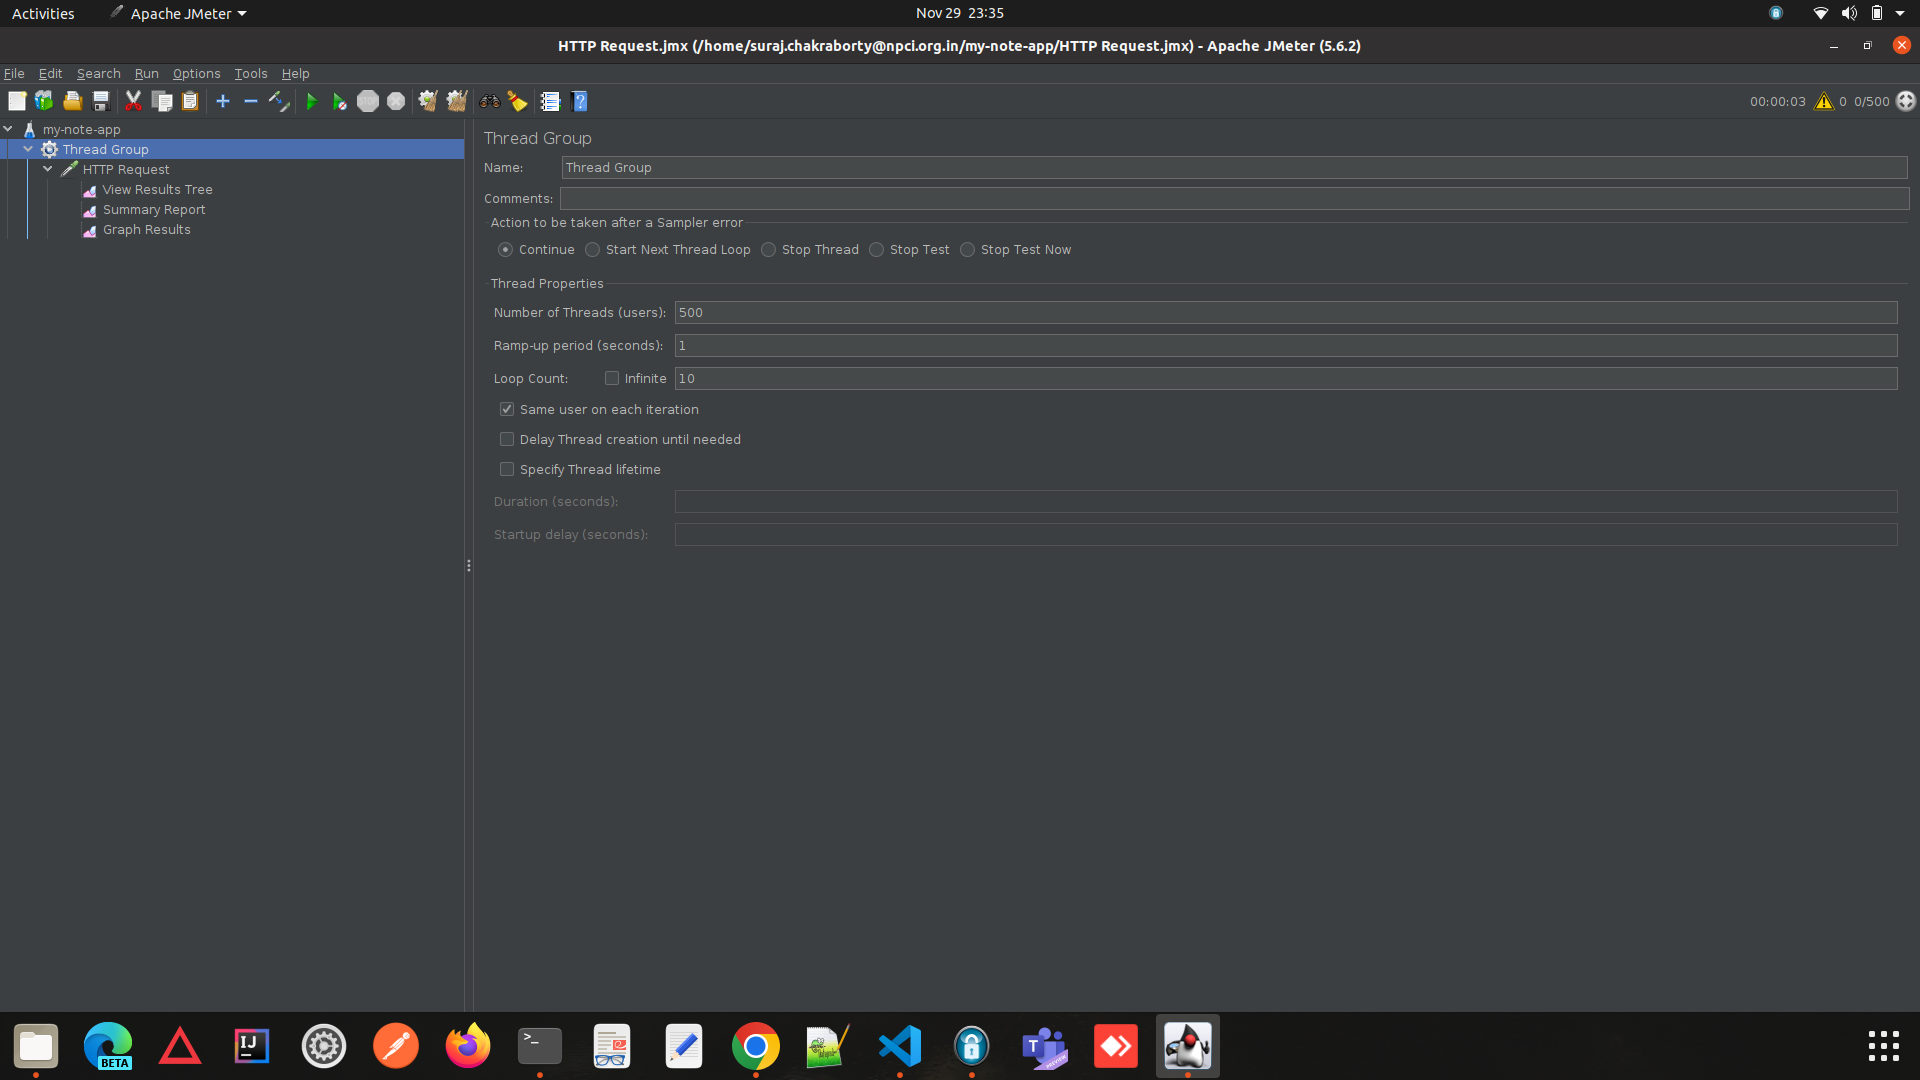 Activities
Apache JMeter
Nov 29 23:35
HTTP Request.jmx (/home/suraj.chakraborty@npci.org.in/my-note-app/HTTP Request.jmx) - Apache JMeter (5.6.2)
File Edit Search Run Options Tools Help
00:00:03 0 0/500
my-note-app
Thread Group
HTTP Request
View Results Tree
Summary Report
Graph Results
Thread Group
Name: Thread Group
Comments:
Action to be taken after a Sampler error
Continue Start Next Thread Loop Stop Thread Stop Test Stop Test Now
Thread Properties
Number of Threads (users): 500
Ramp-up period (seconds): 1
Loop Count: Infinite 10
Same user on each iteration
Delay Thread creation until needed
Specify Thread lifetime
Duration (seconds):
Startup delay (seconds):
BETA
IJ
>_
T